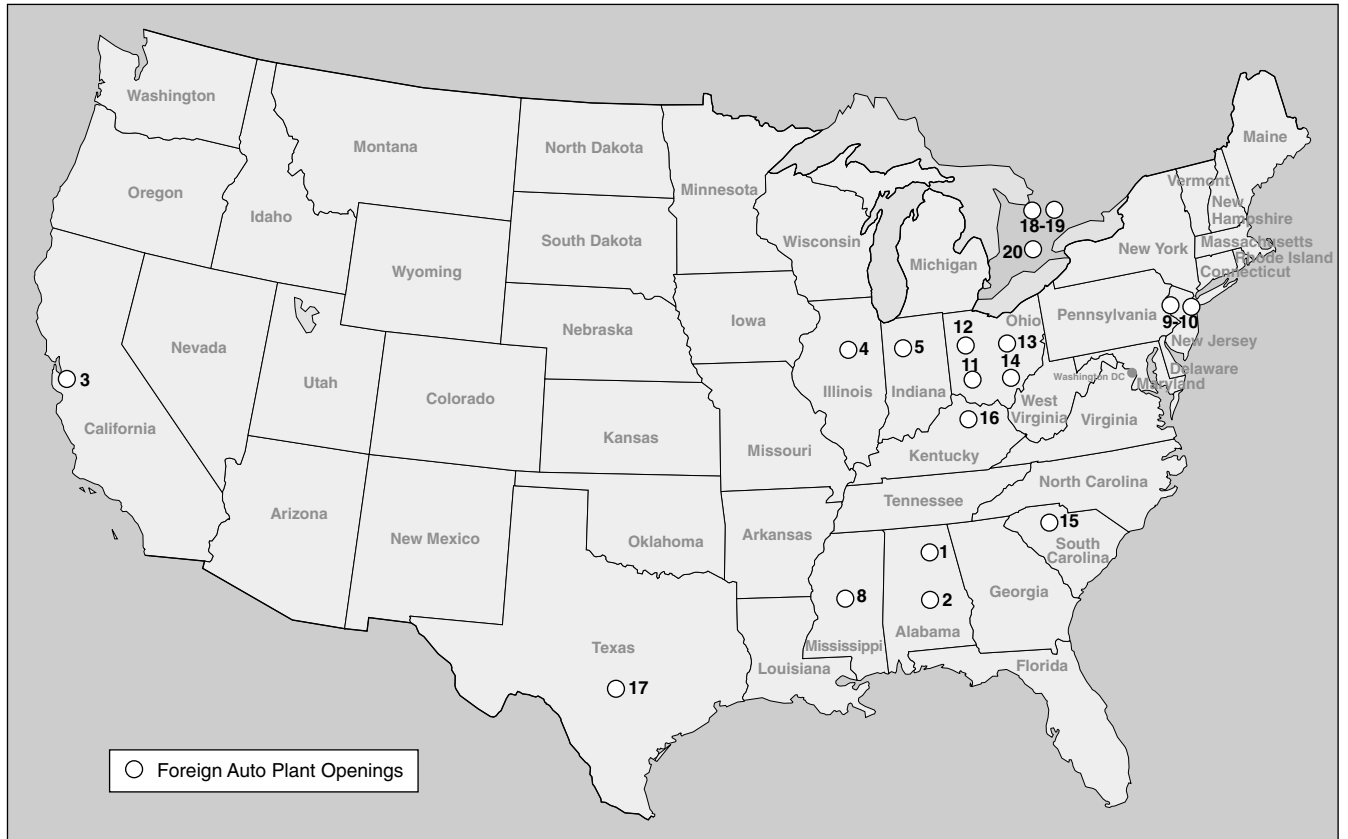 Washington
Montana
North Dakota
Minnesota
Maine
Oregon
Idaho
Vermont
New
Hampshire
South Dakota
Wisconsin
Michigan
18-19
20
New York
Massachusetts
Rhode Island
Connecticut
Wyoming
Nebraska
Iowa
Pennsylvania
9-10
New Jersey
Nevada
Utah
Colorado
4
Illinois
5
Indiana
12
Ohio
13
11
14
Washington DC
Delaware
Maryland
3
California
Kansas
Missouri
16
Kentucky
West
Virginia
Virginia
Arizona
New Mexico
Oklahoma
Arkansas
Tennessee
North Carolina
15
South
Carolina
1
2
Alabama
8
Mississippi
Georgia
Texas
17
Louisiana
Florida
Foreign Auto Plant Openings